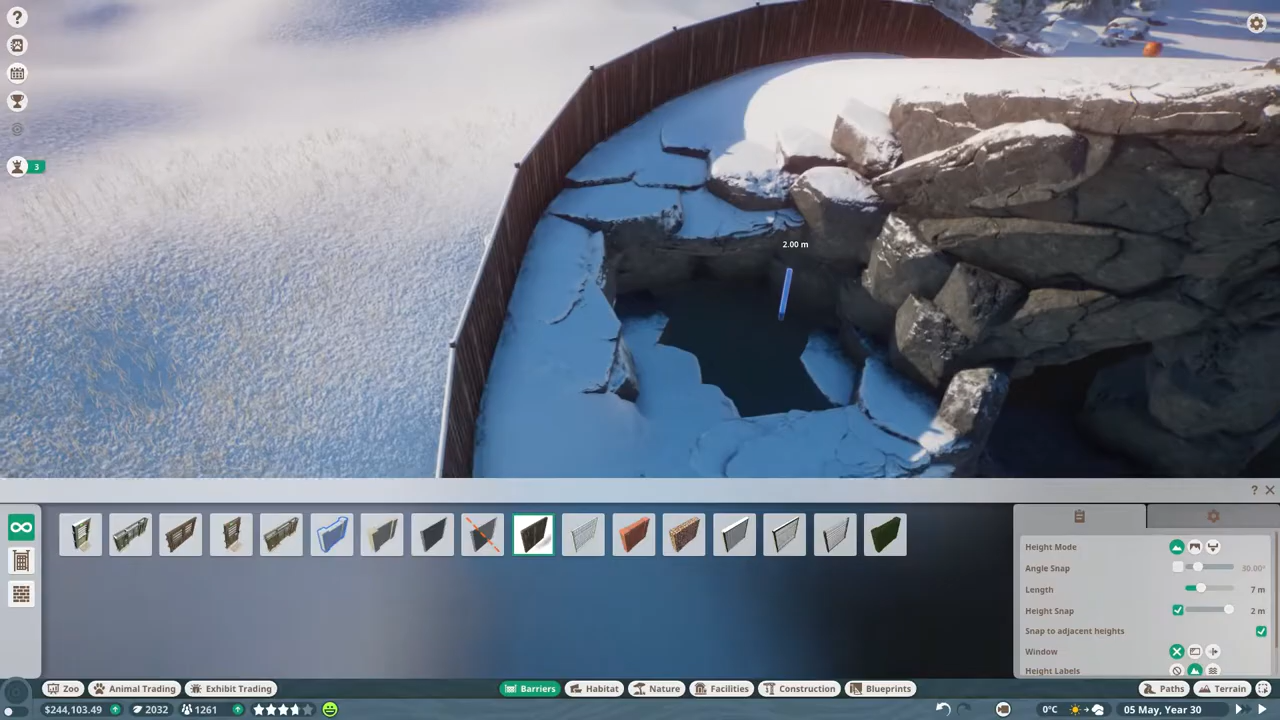 ?
3
2.00 m
?
Height Mode
Angle Snap 30.00°
Length 7 m
Height Snap 2 m
Snap to adjacent heights
Window
Height Labels
Zoo Animal Trading Exhibit Trading Barriers Habitat Nature Facilities Construction Blueprints Paths Terrain
$244,103.49 2032 1261 0°C 05 May, Year 30